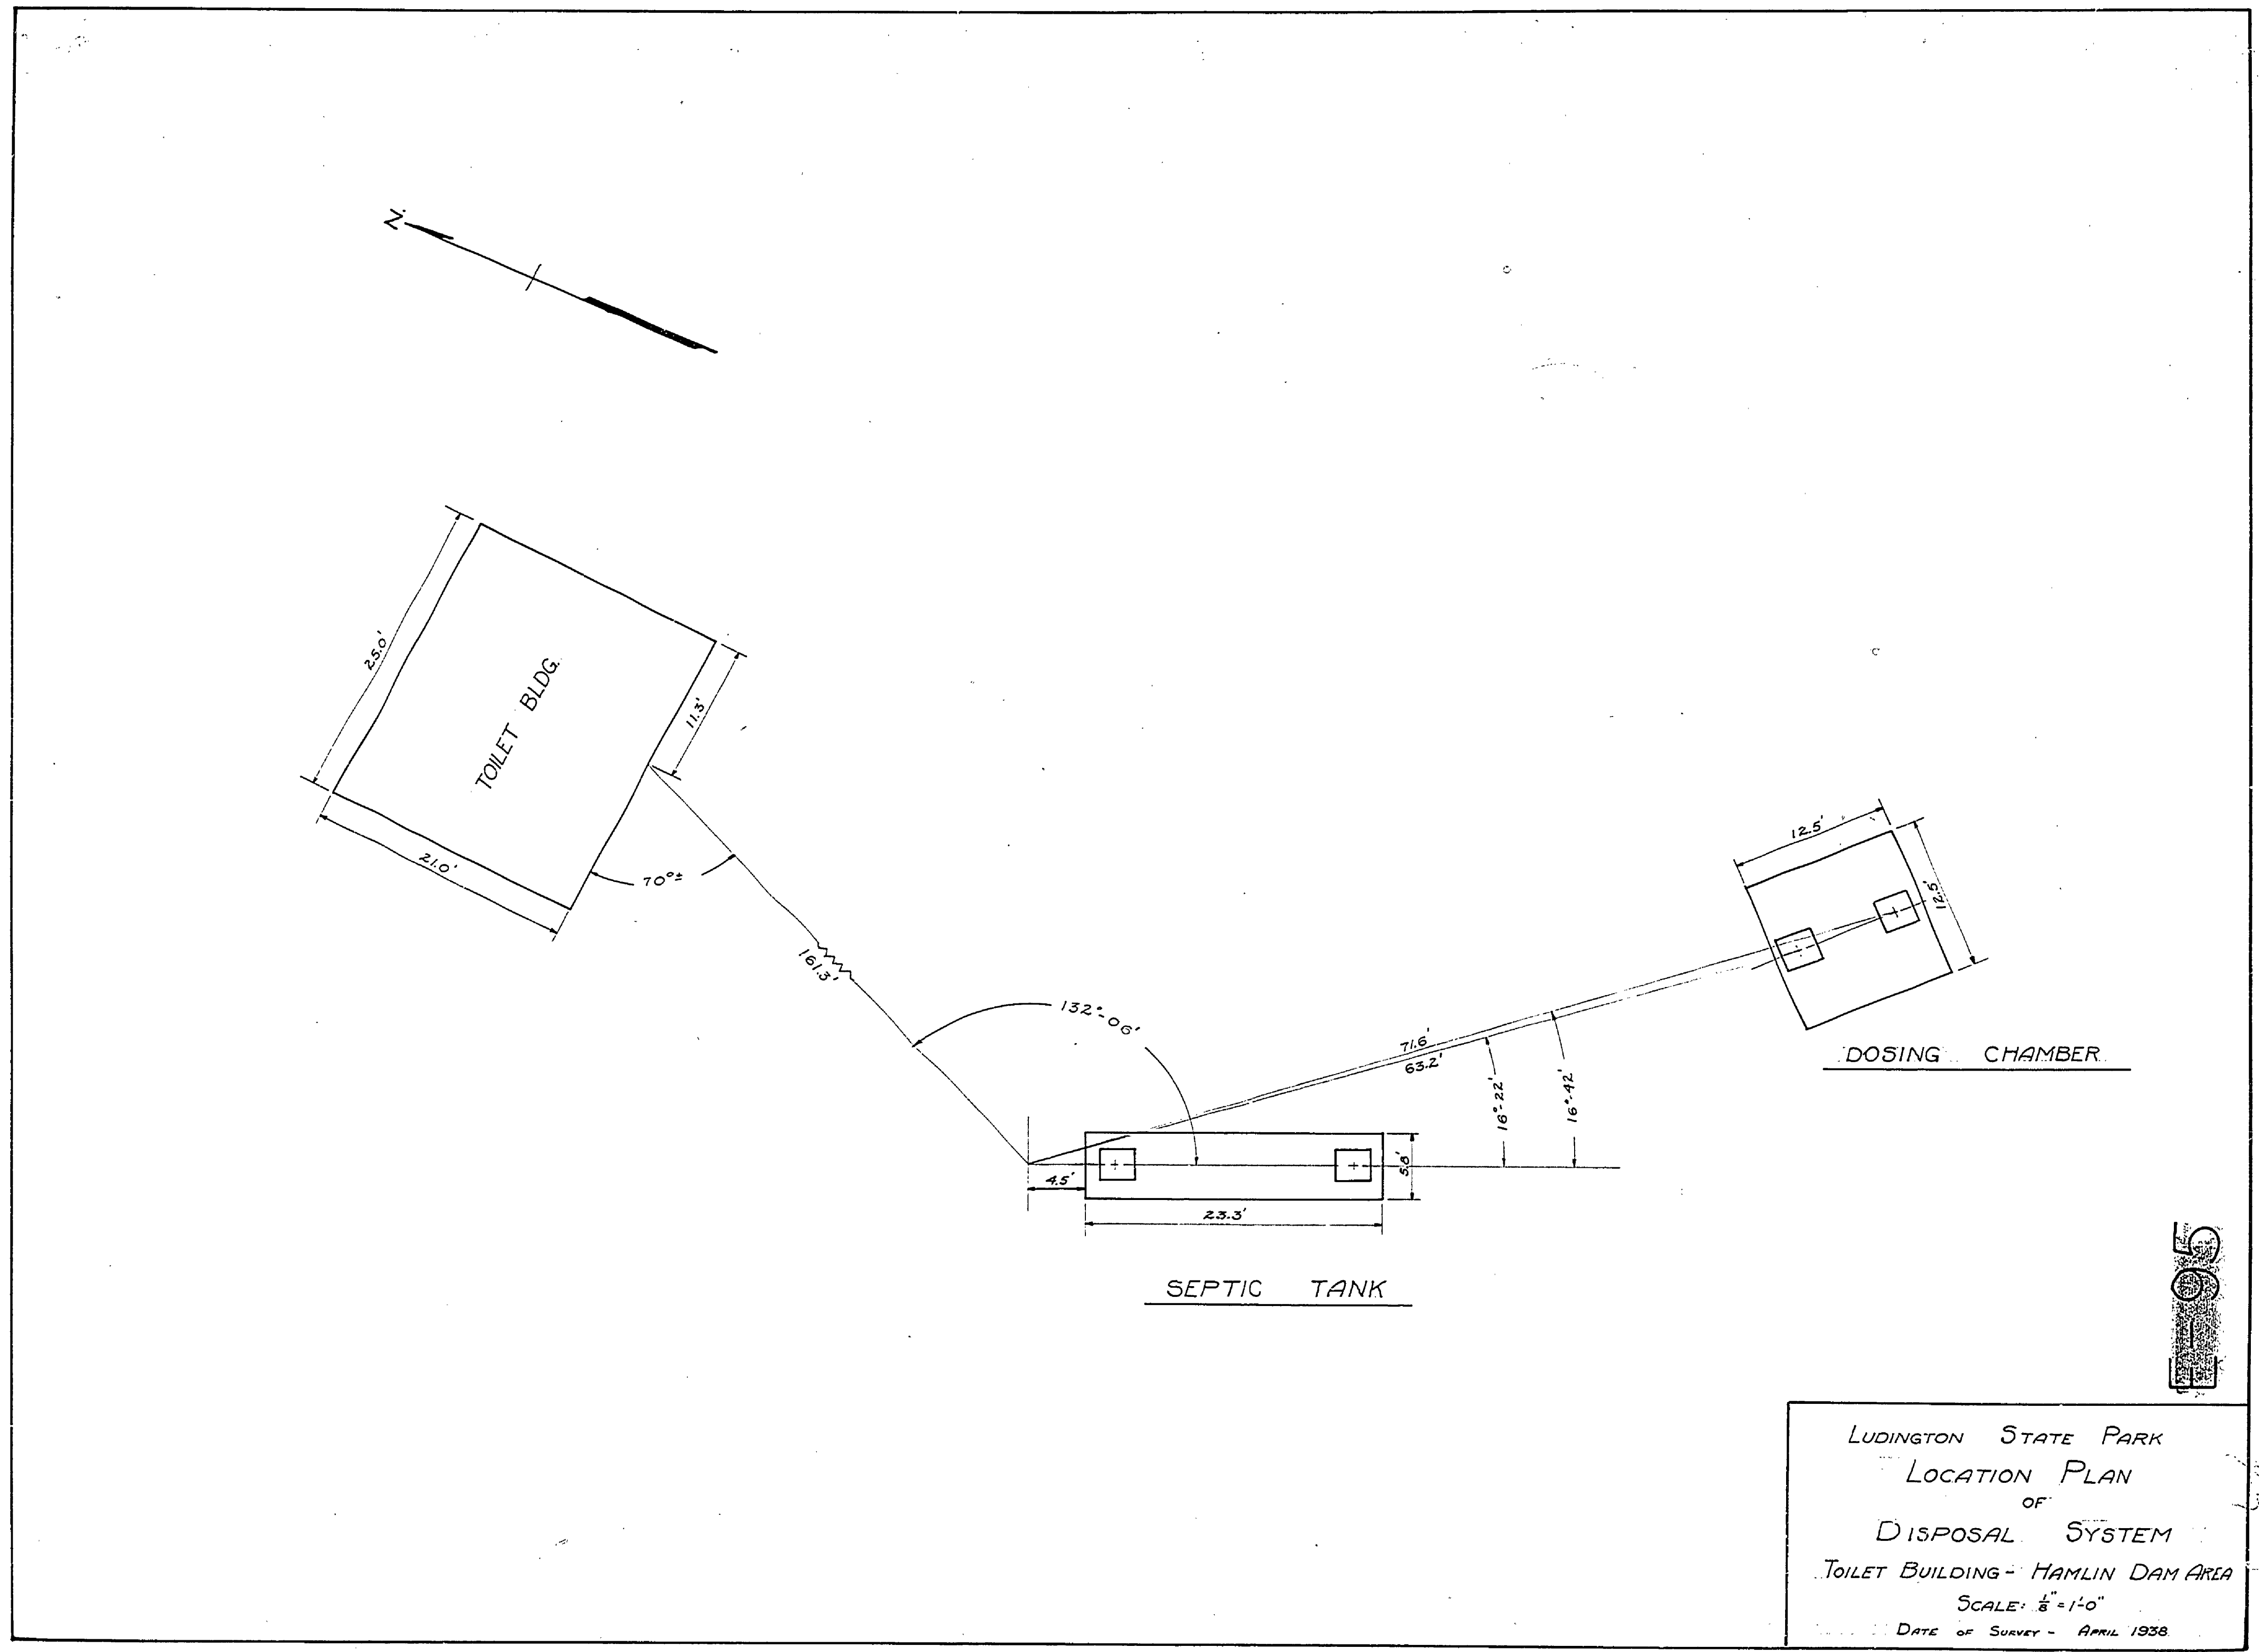 N
25.0'
TOILET BLDG.
11.3'
21.0'
70°±
161.3'
132°-06'
12.5'
12.5'
71.6'
63.2'
16°-22'
16°-42'
DOSING CHAMBER
4.5'
5.8'
23.3'
SEPTIC TANK
E-95
LUDINGTON STATE PARK
LOCATION PLAN
OF
DISPOSAL SYSTEM
TOILET BUILDING - HAMLIN DAM AREA
SCALE: 1/8" = 1'-0"
DATE OF SURVEY - APRIL 1938